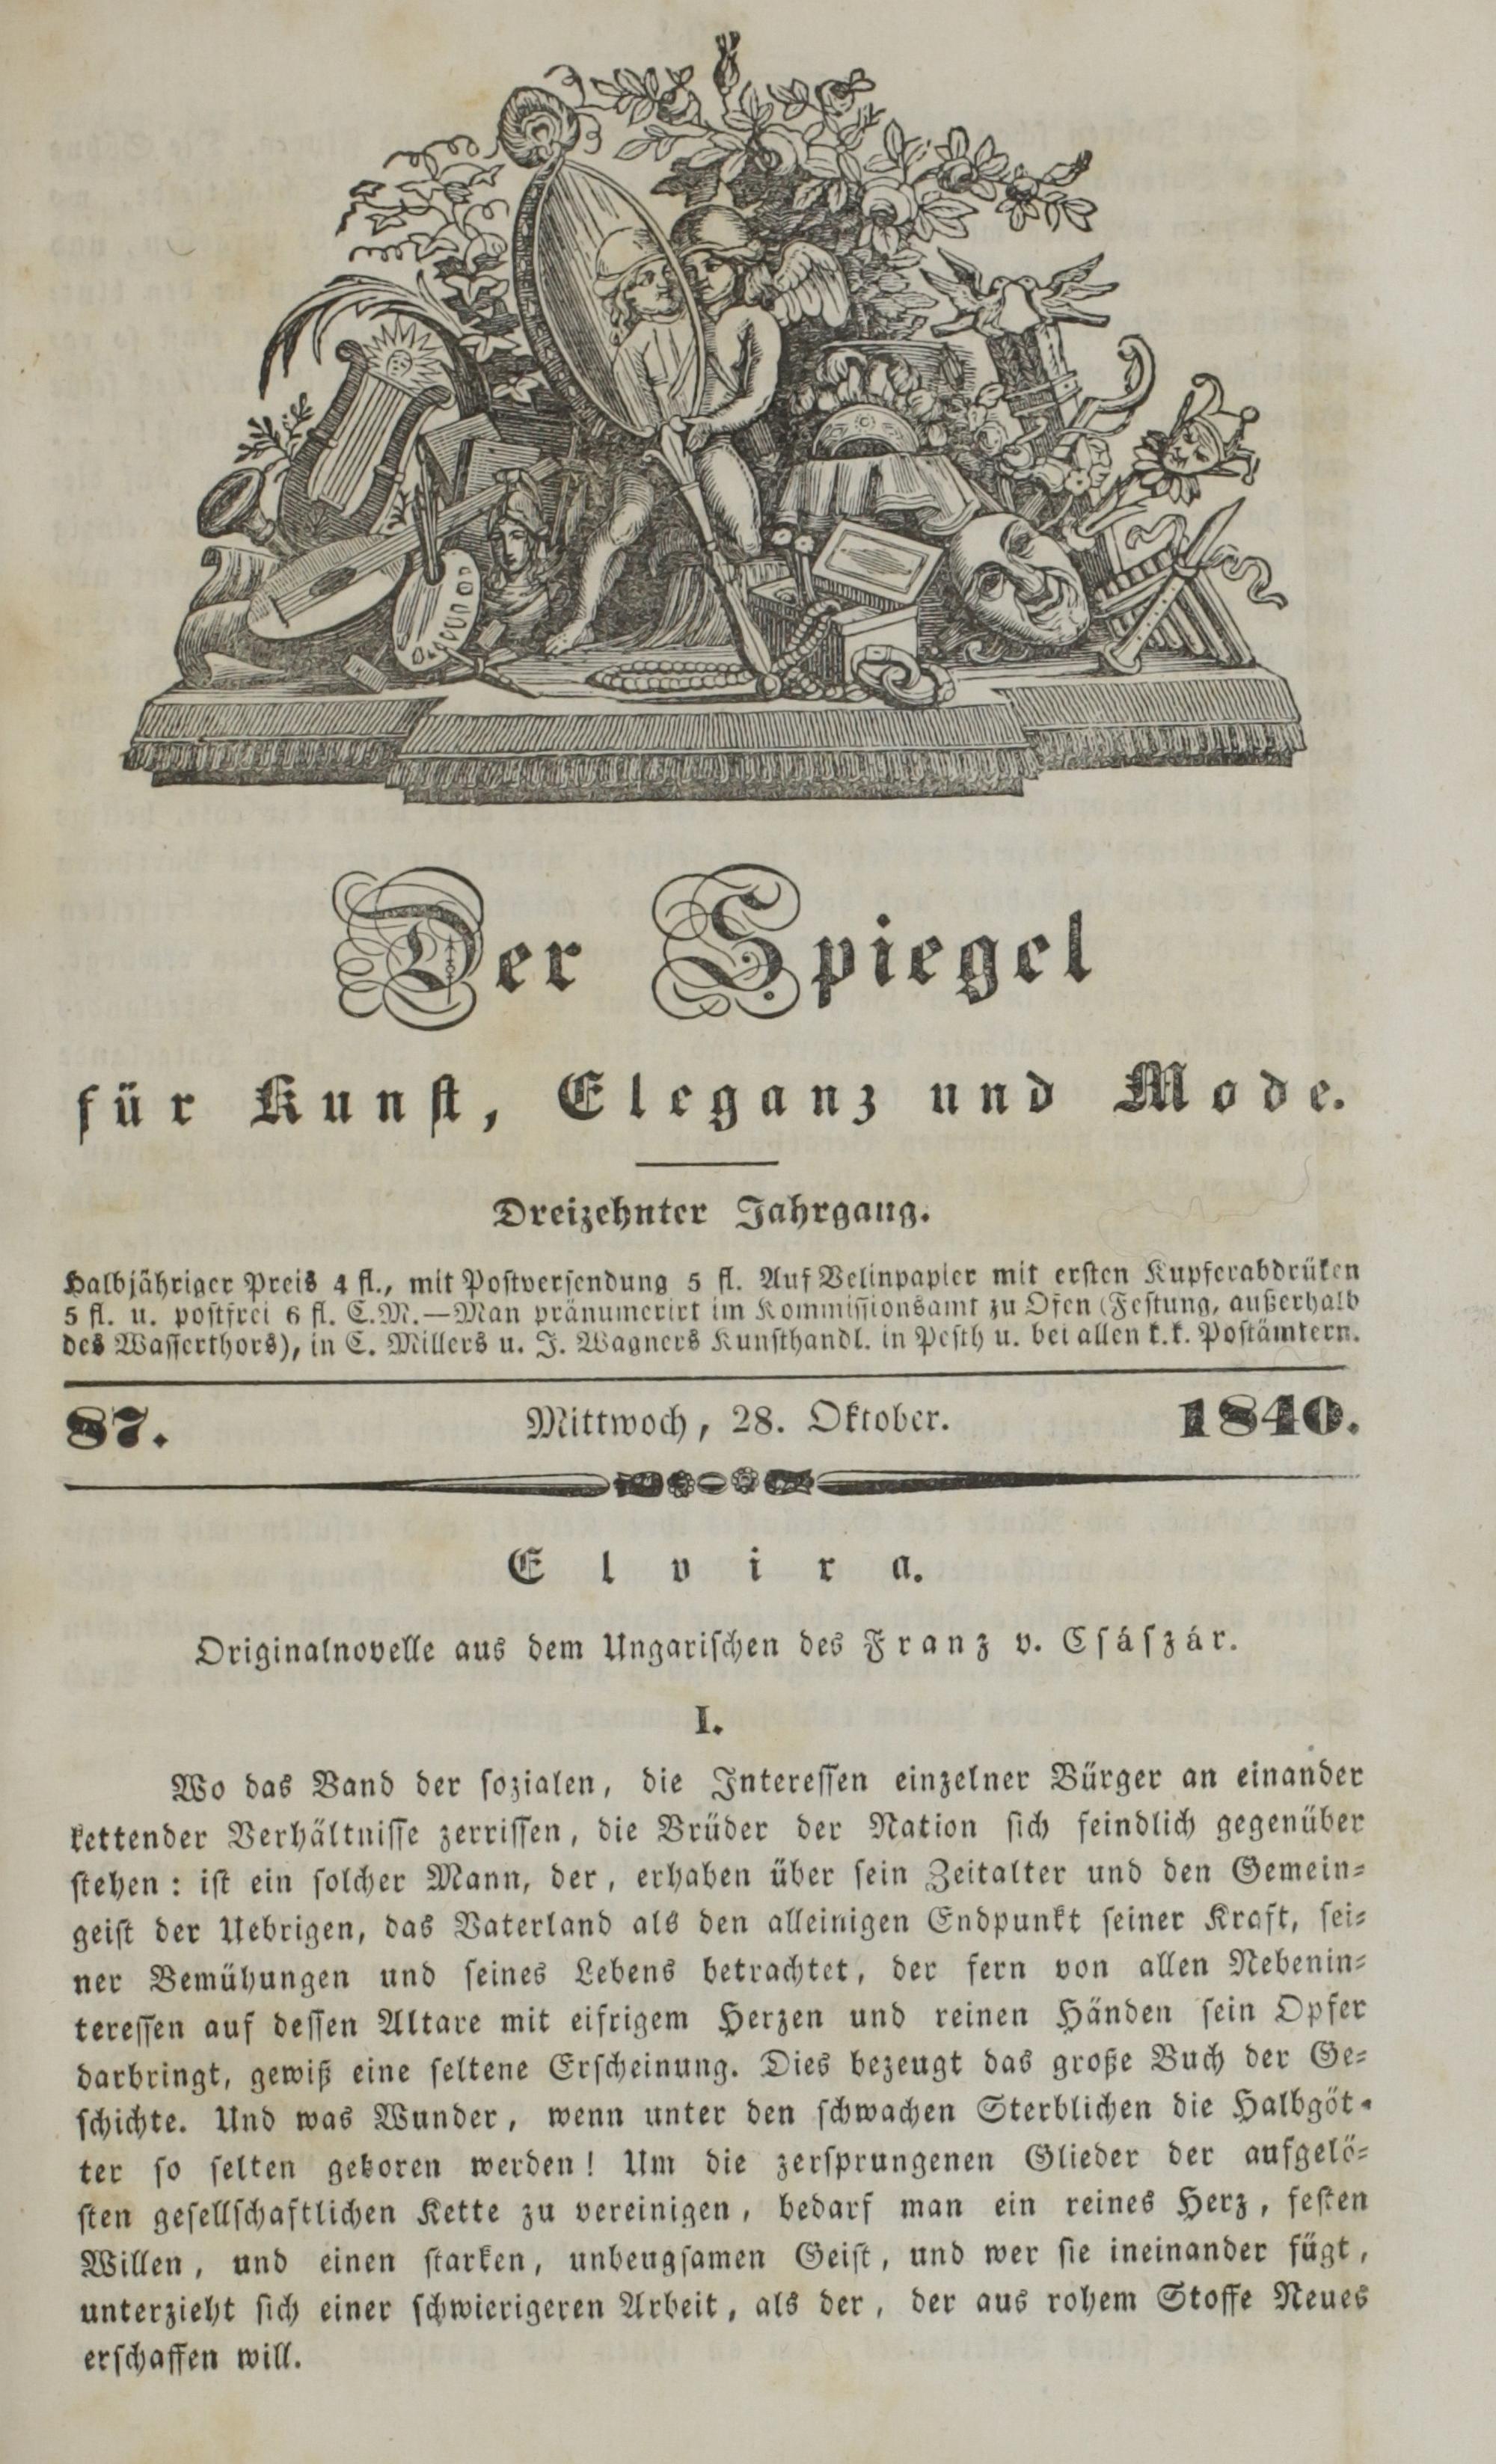 Der Spiegel
für Kunst, Eleganz und Mode.
Dreizehnter Jahrgang.
Halbjähriger Preis 4 fl., mit Postversendung 5 fl. Auf Velinpapier mit ersten Kupferabdrüken
5 fl. u. postfrei 6 fl. C.M.—Man pränumerirt im Kommissionsamt zu Ofen (Festung, außerhalb
des Wasserthors), in C. Millers u. J. Wagners Kunsthandl. in Pesth u. bei allen k.k. Postämtern.
87. Mittwoch, 28. Oktober. 1840.
Elvira.
Originalnovelle aus dem Ungarischen des Franz v. Császár.
I.
Wo das Band der sozialen, die Interessen einzelner Bürger an einander
kettender Verhältnisse zerrissen, die Brüder der Nation sich feindlich gegenüber
stehen: ist ein solcher Mann, der, erhaben über sein Zeitalter und den Gemein-
geist der Uebrigen, das Vaterland als den alleinigen Endpunkt seiner Kraft, sei-
ner Bemühungen und seines Lebens betrachtet, der fern von allen Nebenin-
teressen auf dessen Altare mit eifrigem Herzen und reinen Händen sein Opfer
darbringt, gewiß eine seltene Erscheinung. Dies bezeugt das große Buch der Ge-
schichte. Und was Wunder, wenn unter den schwachen Sterblichen die Halbgöt-
ter so selten geboren werden! Um die zersprungenen Glieder der aufgelö-
sten gesellschaftlichen Kette zu vereinigen, bedarf man ein reines Herz, festen
Willen, und einen starken, unbeugsamen Geist, und wer sie ineinander fügt,
unterzieht sich einer schwierigeren Arbeit, als der, der aus rohem Stoffe Neues
erschaffen will.